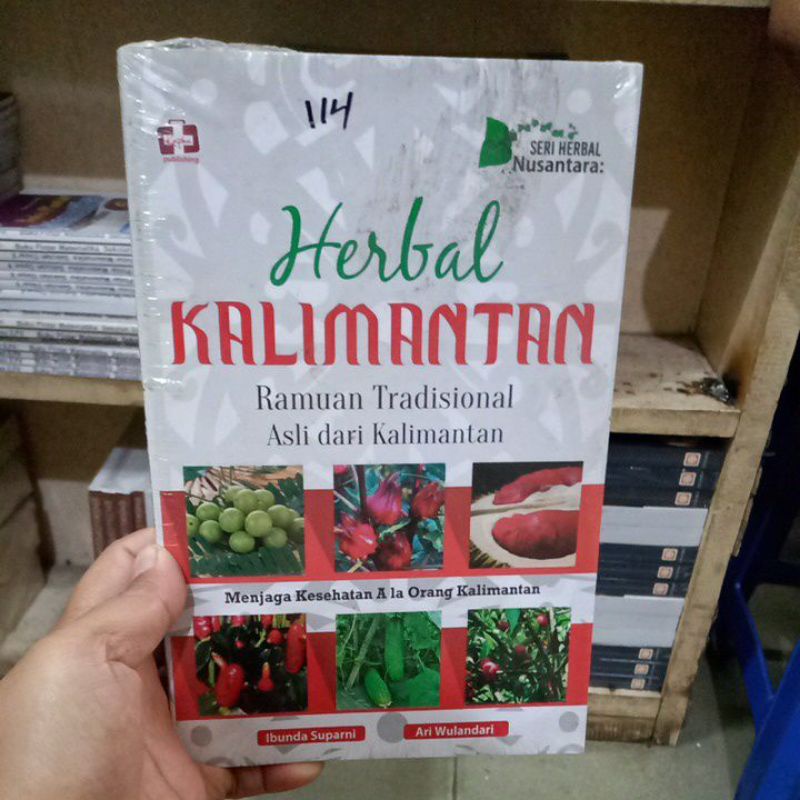 114
publishing
SERI HERBAL
Nusantara:
Herbal
KALIMANTAN
Ramuan Tradisional
Asli dari Kalimantan
Menjaga Kesehatan A la Orang Kalimantan
Ibunda Suparni
Ari Wulandari